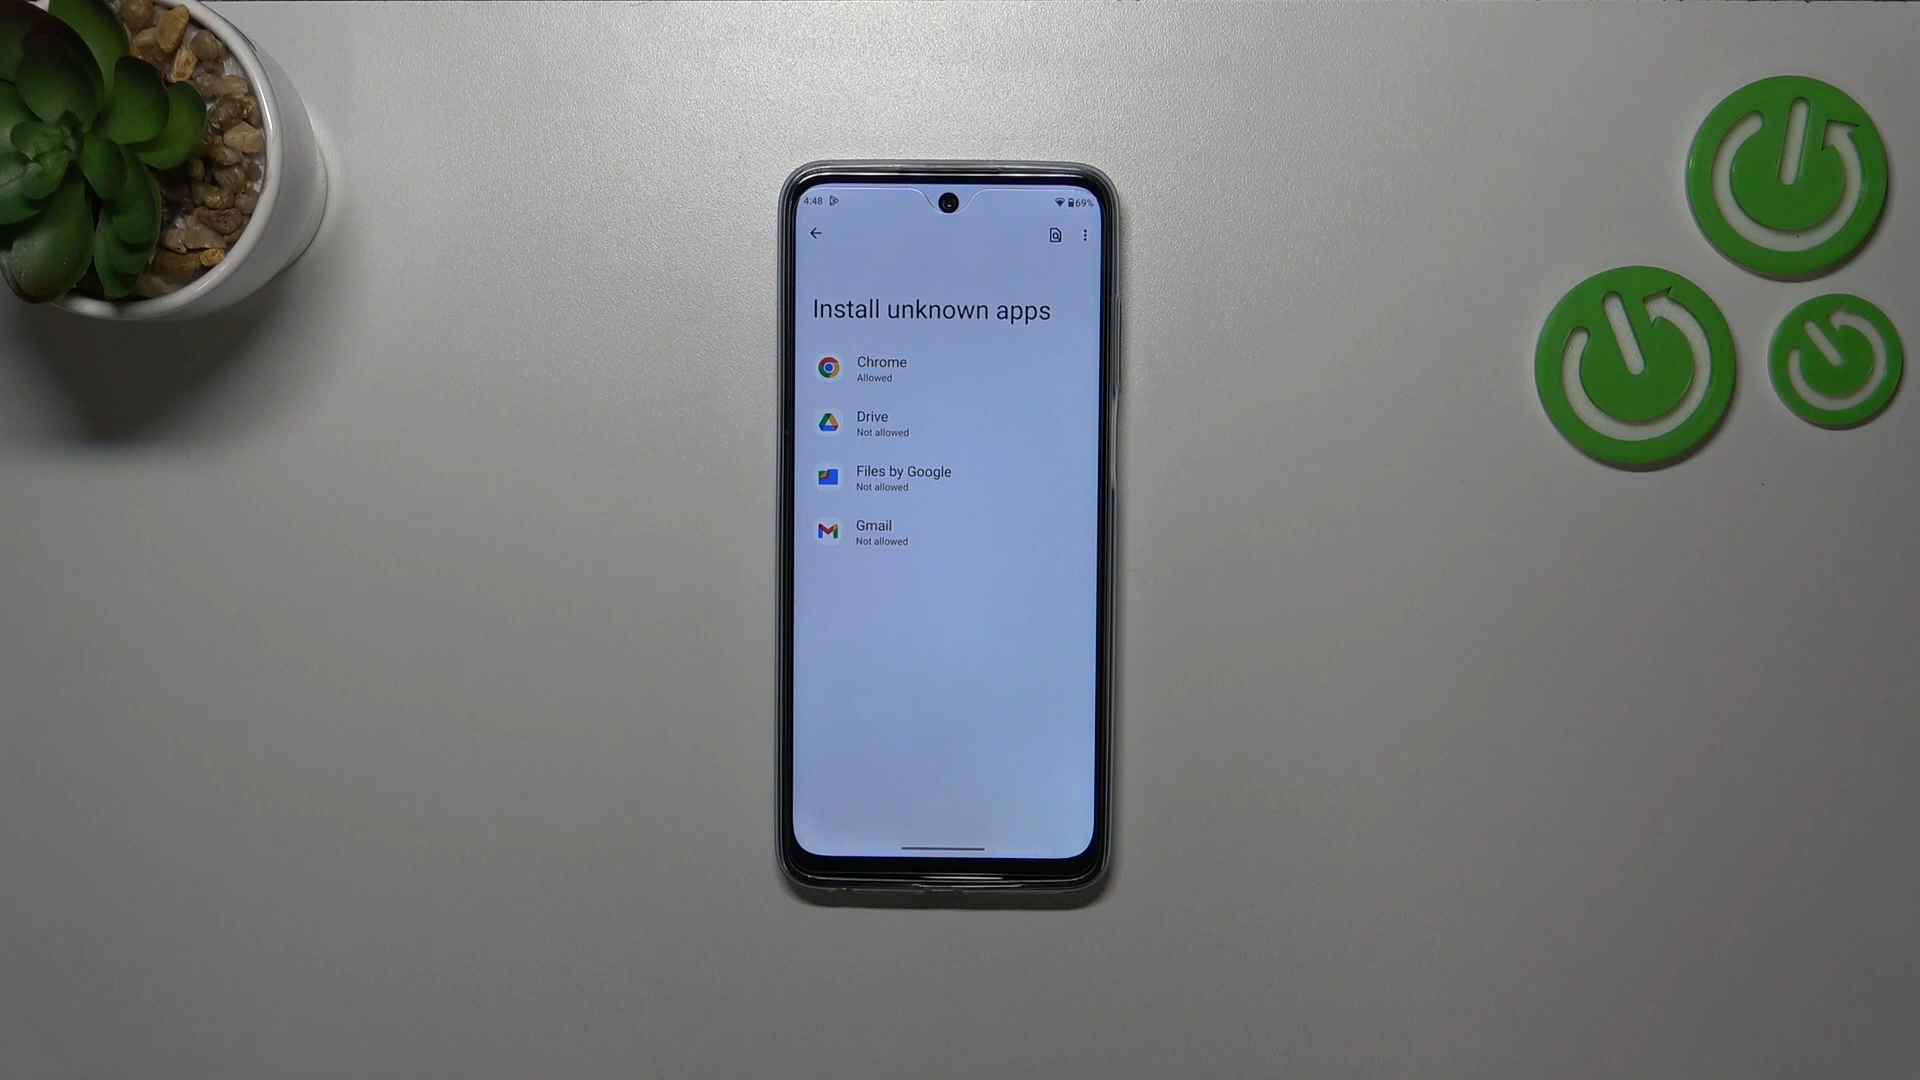 4:48
69%
Install unknown apps
Chrome
Allowed
Drive
Not allowed
Files by Google
Not allowed
Gmail
Not allowed